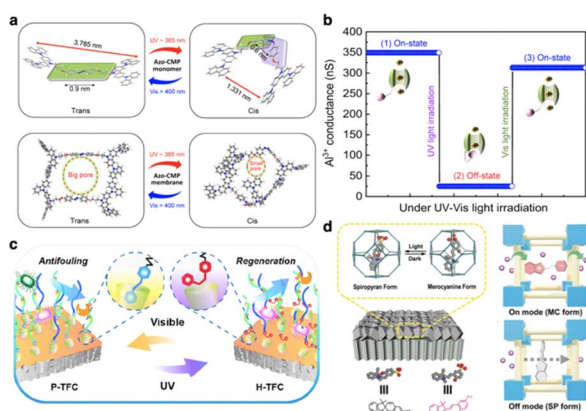 a
3.785 nm
0.9 nm
Trans
UV ~ 365 nm
Azo-CMP
monomer
Vis > 400 nm
1.331 nm
Cis
Big pore
Trans
UV ~ 365 nm
Azo-CMP
membrane
Vis > 400 nm
Small
pore
Cis
b
Al³⁺ conductance (nS)
400
350
300
250
200
150
100
50
0
(1) On-state
UV light irradiation
(2) Off-state
Vis light irradiation
(3) On-state
Under UV-Vis light irradiation
c
Antifouling
Regeneration
Visible
UV
P-TFC
H-TFC
d
Light
Dark
Spiropyran Form
Merocyanine Form
On mode (MC form)
Off mode (SP form)